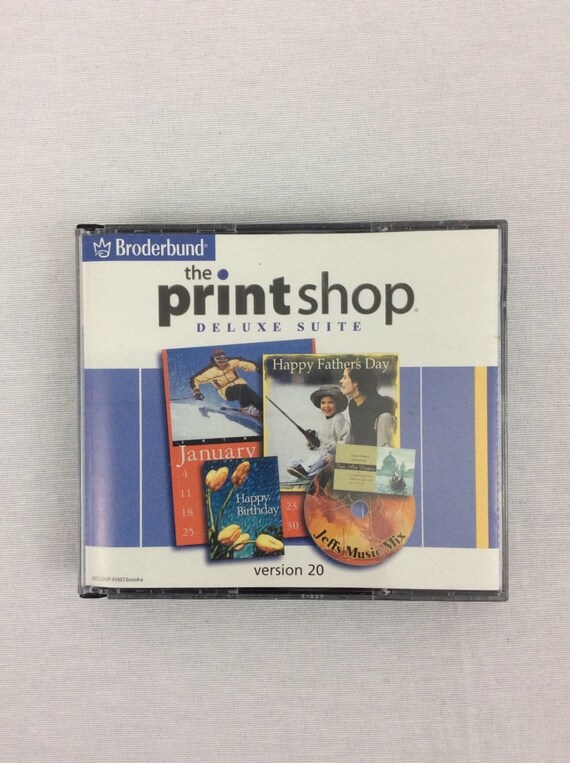 Broderbund®
the
printshop®
DELUXE SUITE
Happy Father's Day
January
4
11
18
25
23
30
Happy
Birthday
Jeff's Music Mix
version 20